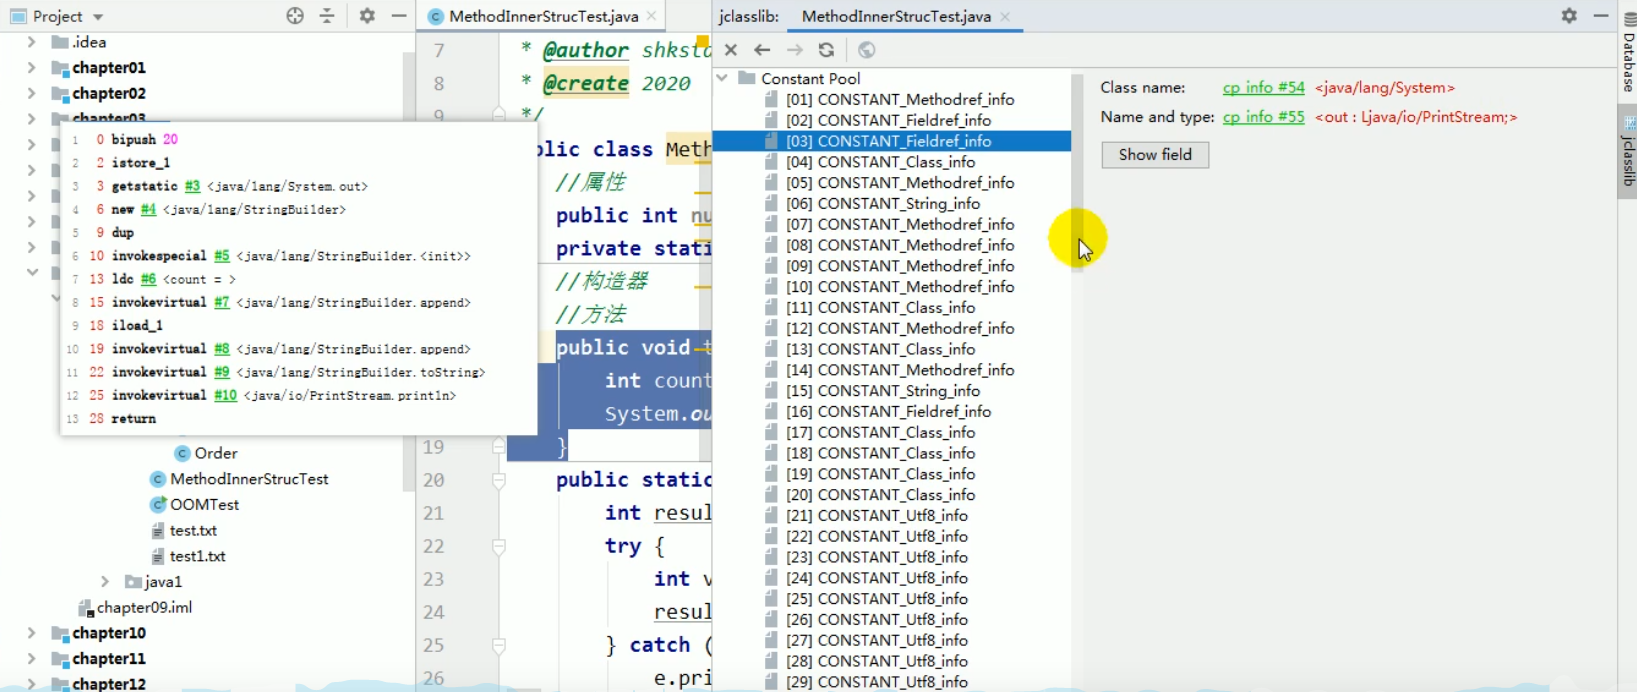 Project
.idea
chapter01
chapter02
chapter03
1 0 bipush 20
2 2 istore_1
3 3 getstatic #3 <java/lang/System.out>
4 6 new #4 <java/lang/StringBuilder>
5 9 dup
6 10 invokespecial #5 <java/lang/StringBuilder.<init>>
7 13 ldc #6 <count = >
8 15 invokevirtual #7 <java/lang/StringBuilder.append>
9 18 iload_1
10 19 invokevirtual #8 <java/lang/StringBuilder.append>
11 22 invokevirtual #9 <java/lang/StringBuilder.toString>
12 25 invokevirtual #10 <java/io/PrintStream.println>
13 28 return
Order
MethodInnerStrucTest
OOMTest
test.txt
test1.txt
java1
chapter09.iml
chapter10
chapter11
chapter12
MethodInnerStrucTest.java
7 * @author shksta
8 * @create 2020
9 */
blic class Meth
//属性
public int nu
private stati
//构造器
//方法
public void t
int count
System.ou
19 }
20 public static
21 int resul
22 try {
23 int v
24 resul
25 } catch (
26 e.pri
jclasslib: MethodInnerStrucTest.java
Constant Pool
[01] CONSTANT_Methodref_info
[02] CONSTANT_Fieldref_info
[03] CONSTANT_Fieldref_info
[04] CONSTANT_Class_info
[05] CONSTANT_Methodref_info
[06] CONSTANT_String_info
[07] CONSTANT_Methodref_info
[08] CONSTANT_Methodref_info
[09] CONSTANT_Methodref_info
[10] CONSTANT_Methodref_info
[11] CONSTANT_Class_info
[12] CONSTANT_Methodref_info
[13] CONSTANT_Class_info
[14] CONSTANT_Methodref_info
[15] CONSTANT_String_info
[16] CONSTANT_Fieldref_info
[17] CONSTANT_Class_info
[18] CONSTANT_Class_info
[19] CONSTANT_Class_info
[20] CONSTANT_Class_info
[21] CONSTANT_Utf8_info
[22] CONSTANT_Utf8_info
[23] CONSTANT_Utf8_info
[24] CONSTANT_Utf8_info
[25] CONSTANT_Utf8_info
[26] CONSTANT_Utf8_info
[27] CONSTANT_Utf8_info
[28] CONSTANT_Utf8_info
[29] CONSTANT_Utf8_info
Class name: cp info #54 <java/lang/System>
Name and type: cp info #55 <out : Ljava/io/PrintStream;>
Show field
Database
jclasslib